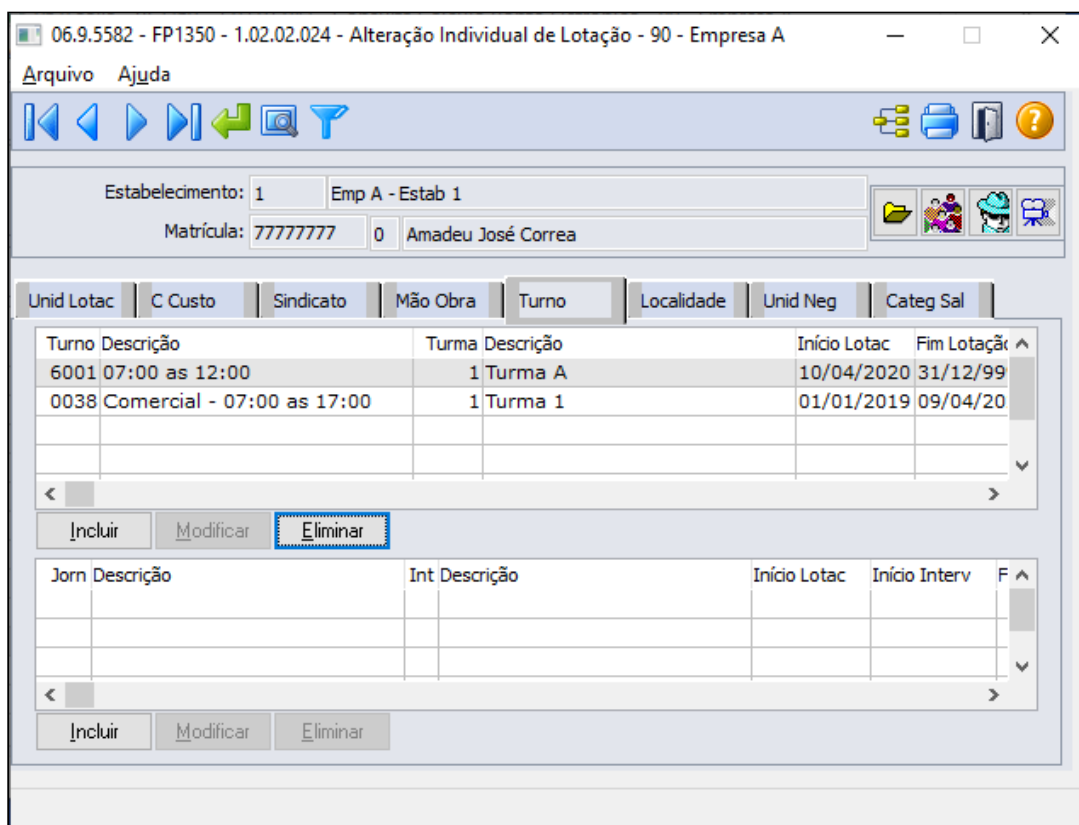 06.9.5582 - FP1350 - 1.02.02.024 - Alteração Individual de Lotação - 90 - Empresa A
Arquivo Ajuda
Estabelecimento: 1 Emp A - Estab 1
Matrícula: 77777777 0 Amadeu José Correa
Unid Lotac C Custo Sindicato Mão Obra Turno Localidade Unid Neg Categ Sal
Turno Descrição Turma Descrição Início Lotac Fim Lotação
6001 07:00 as 12:00 1 Turma A 10/04/2020 31/12/99
0038 Comercial - 07:00 as 17:00 1 Turma 1 01/01/2019 09/04/20
Incluir Modificar Eliminar
Jorn Descrição Int Descrição Início Lotac Início Interv F
Incluir Modificar Eliminar